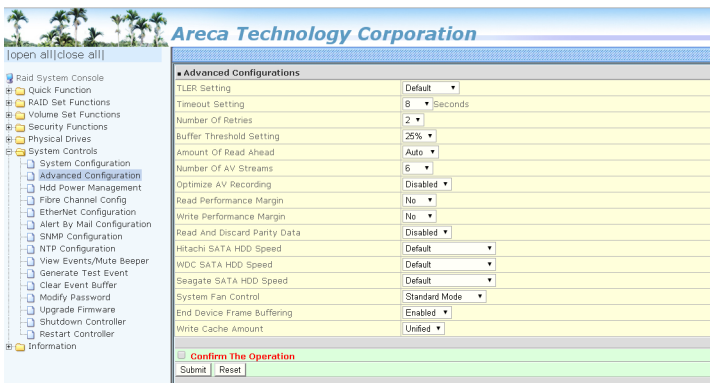 Areca Technology Corporation
|open all|close all|
Raid System Console
Quick Function
RAID Set Functions
Volume Set Functions
Security Functions
Physical Drives
System Controls
System Configuration
Advanced Configuration
Hdd Power Management
Fibre Channel Config
EtherNet Configuration
Alert By Mail Configuration
SNMP Configuration
NTP Configuration
View Events/Mute Beeper
Generate Test Event
Clear Event Buffer
Modify Password
Upgrade Firmware
Shutdown Controller
Restart Controller
Information
Advanced Configurations
TLER Setting Default
Timeout Setting 8 Seconds
Number Of Retries 2
Buffer Threshold Setting 25%
Amount Of Read Ahead Auto
Number Of AV Streams 6
Optimize AV Recording Disabled
Read Performance Margin No
Write Performance Margin No
Read And Discard Parity Data Disabled
Hitachi SATA HDD Speed Default
WDC SATA HDD Speed Default
Seagate SATA HDD Speed Default
System Fan Control Standard Mode
End Device Frame Buffering Enabled
Write Cache Amount Unified
Confirm The Operation
Submit Reset